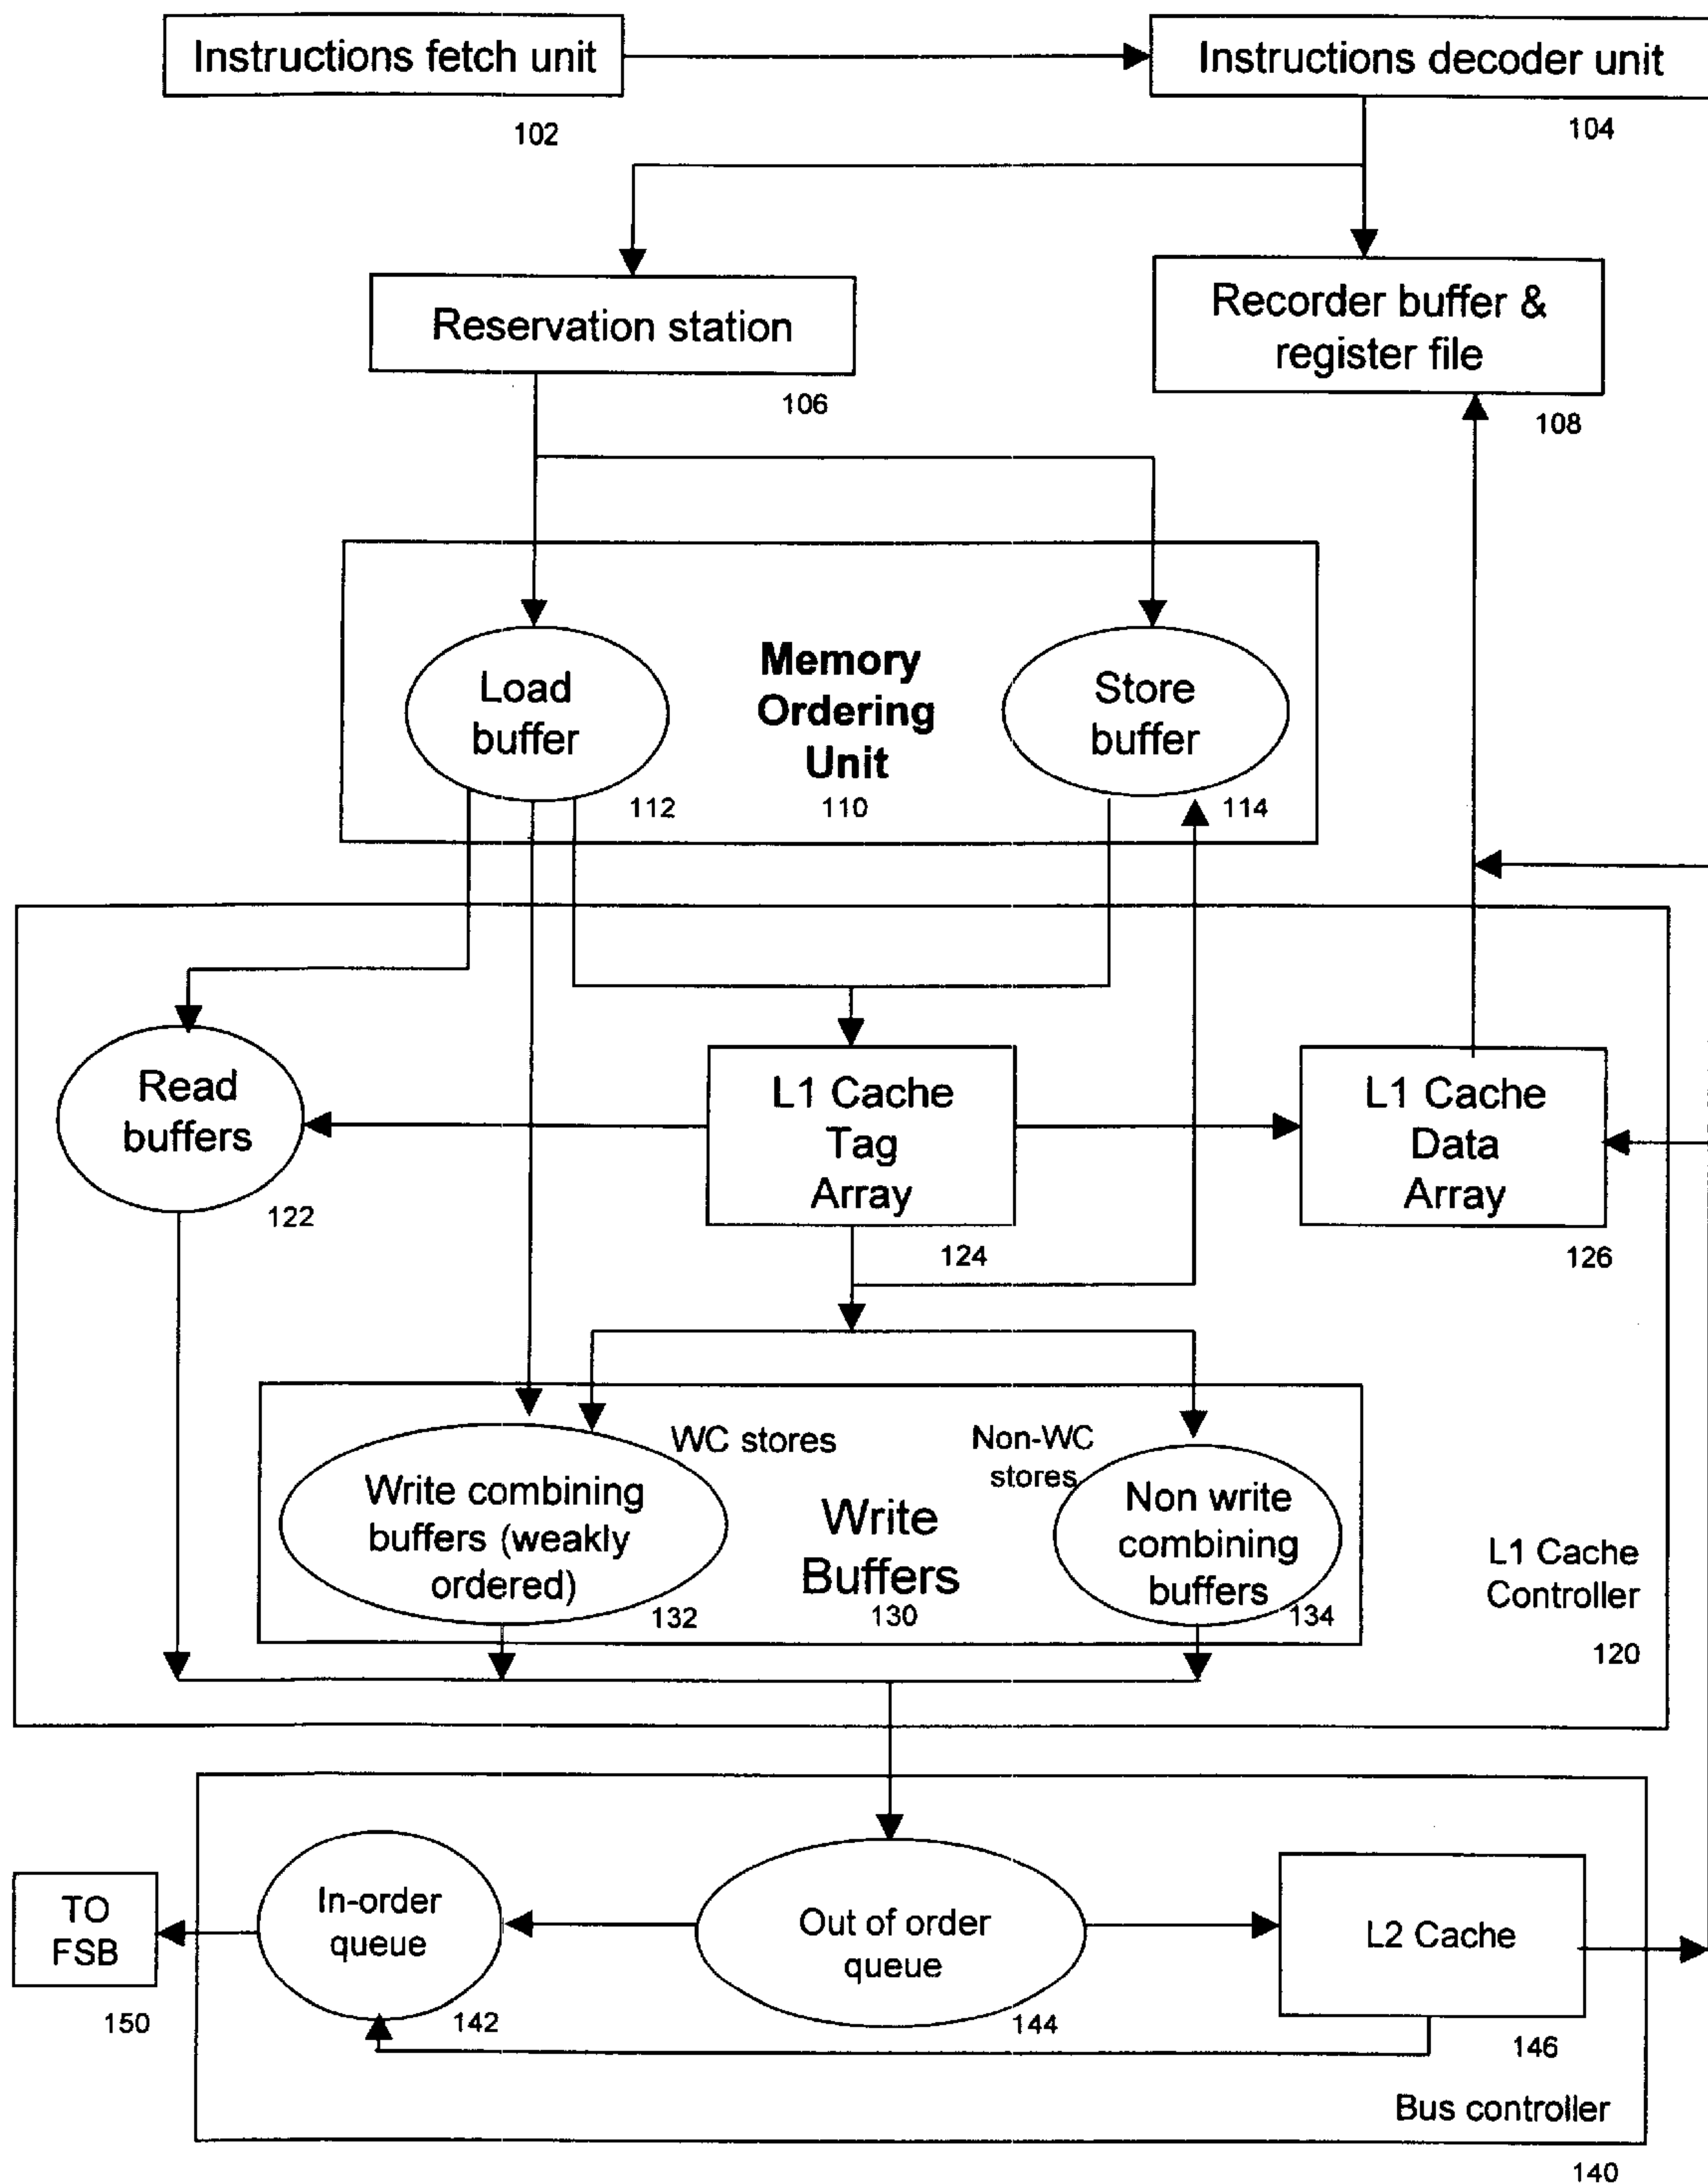 Instructions fetch unit
102
Instructions decoder unit
104
Reservation station
106
Recorder buffer &
register file
108
Load
buffer
112
Memory
Ordering
Unit
110
Store
buffer
114
Read
buffers
122
L1 Cache
Tag
Array
124
L1 Cache
Data
Array
126
WC stores
Non-WC
stores
Write combining
buffers (weakly
ordered)
132
Write
Buffers
130
Non write
combining
buffers
134
L1 Cache
Controller
120
TO
FSB
150
In-order
queue
142
Out of order
queue
144
L2 Cache
146
Bus controller
140